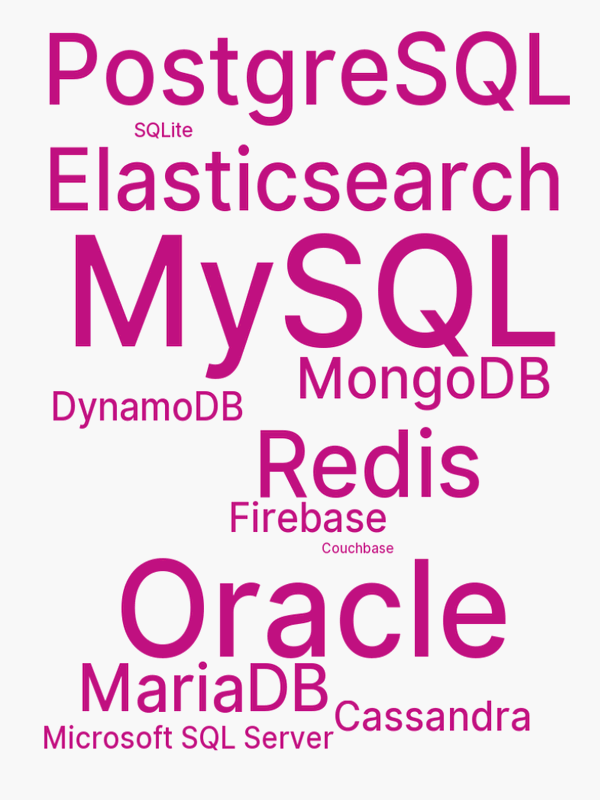 PostgreSQL
SQLite
Elasticsearch
MySQL
MongoDB
DynamoDB
Redis
Firebase
Couchbase
Oracle
MariaDB
Cassandra
Microsoft SQL Server